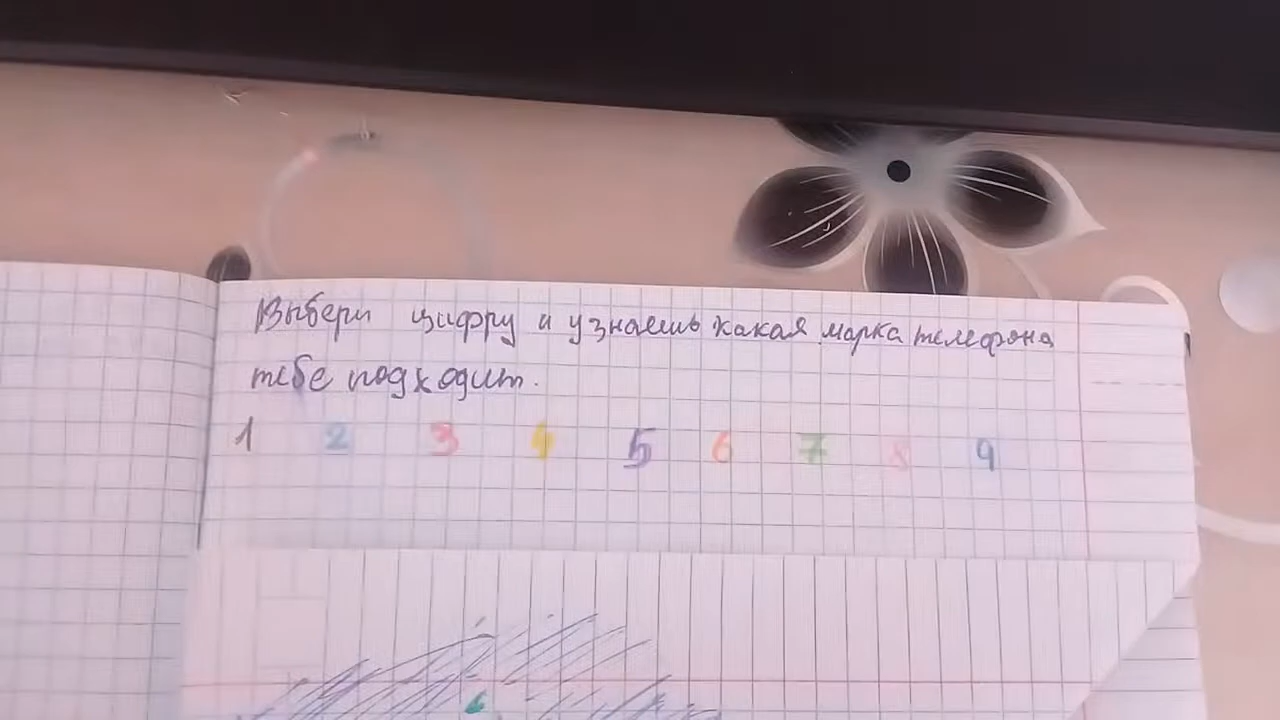 Выбери цифру и узнаешь какая марка телефона
тебе подходит.
1 2 3 4 5 6 7 8 9